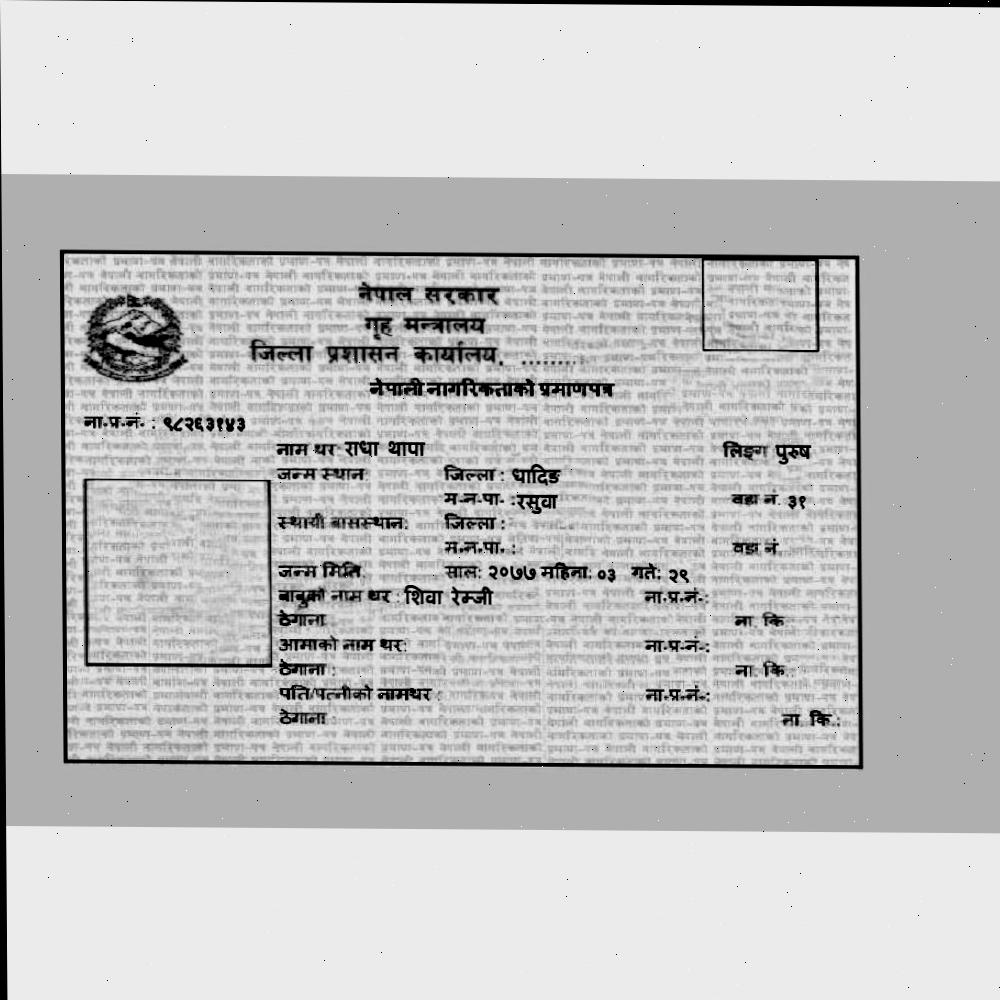 नेपाल सरकार
गृह मन्त्रालय
जिल्ला प्रशासन कार्यालय, ........
नेपाली नागरिकताको प्रमाणपत्र
ना.प्र.नं. : ९८२६३१४३
नाम थर राधा थापा लिङ्ग पुरुष
जन्म स्थान: जिल्ला : धादिङ
म.न.पा. :रसुवा वडा नं. ३१
स्थायी बासस्थान: जिल्ला :
म.न.पा. : वडा नं
जन्म मिति: साल: २०७७ महिना: ०३ गते: २९
बाबुको नाम थर : शिवा रेम्जी ना.प्र.नं.:
ठेगाना ना. कि.:
आमाको नाम थर: ना.प्र.नं.:
ठेगाना : ना. कि.:
पति/पत्नीको नामथर : ना.प्र.नं.:
ठेगाना ना. कि.: